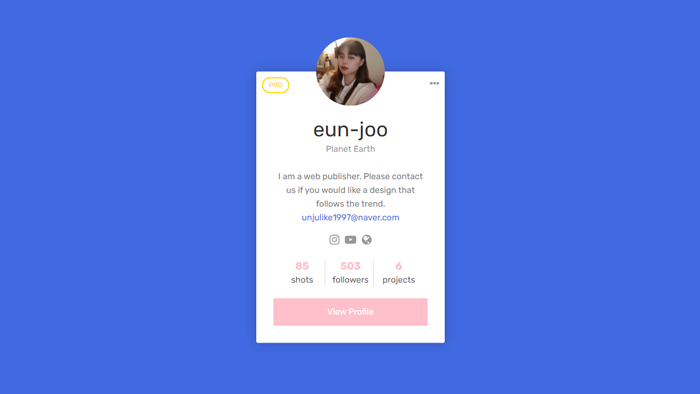 PRO
eun-joo
Planet Earth
I am a web publisher. Please contact
us if you would like a design that
follows the trend.
unjulike1997@naver.com
85 503 6
shots followers projects
View Profile